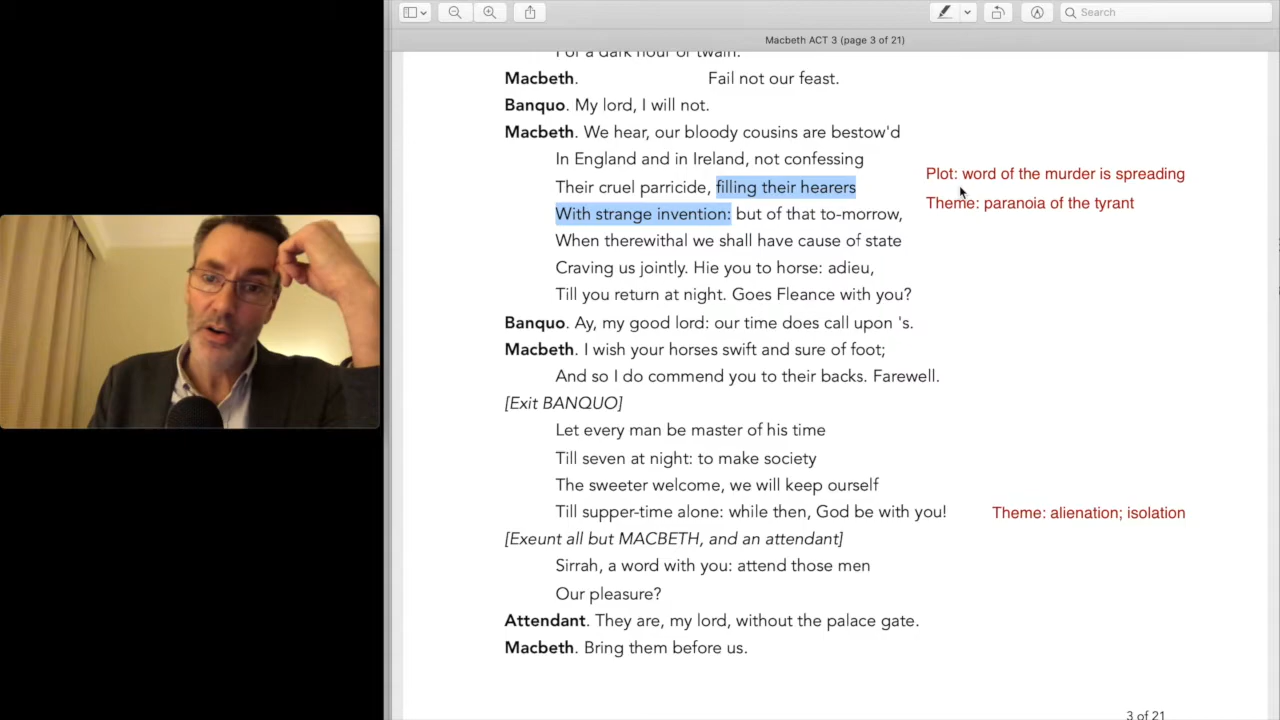 Search
Macbeth ACT 3 (page 3 of 21)
For a dark hour or twain.
Macbeth. Fail not our feast.
Banquo. My lord, I will not.
Macbeth. We hear, our bloody cousins are bestow'd
In England and in Ireland, not confessing
Their cruel parricide, filling their hearers
With strange invention: but of that to-morrow,
When therewithal we shall have cause of state
Craving us jointly. Hie you to horse: adieu,
Till you return at night. Goes Fleance with you?
Banquo. Ay, my good lord: our time does call upon 's.
Macbeth. I wish your horses swift and sure of foot;
And so I do commend you to their backs. Farewell.
[Exit BANQUO]
Let every man be master of his time
Till seven at night: to make society
The sweeter welcome, we will keep ourself
Till supper-time alone: while then, God be with you!
[Exeunt all but MACBETH, and an attendant]
Sirrah, a word with you: attend those men
Our pleasure?
Attendant. They are, my lord, without the palace gate.
Macbeth. Bring them before us.
Plot: word of the murder is spreading
Theme: paranoia of the tyrant
Theme: alienation; isolation
3 of 21